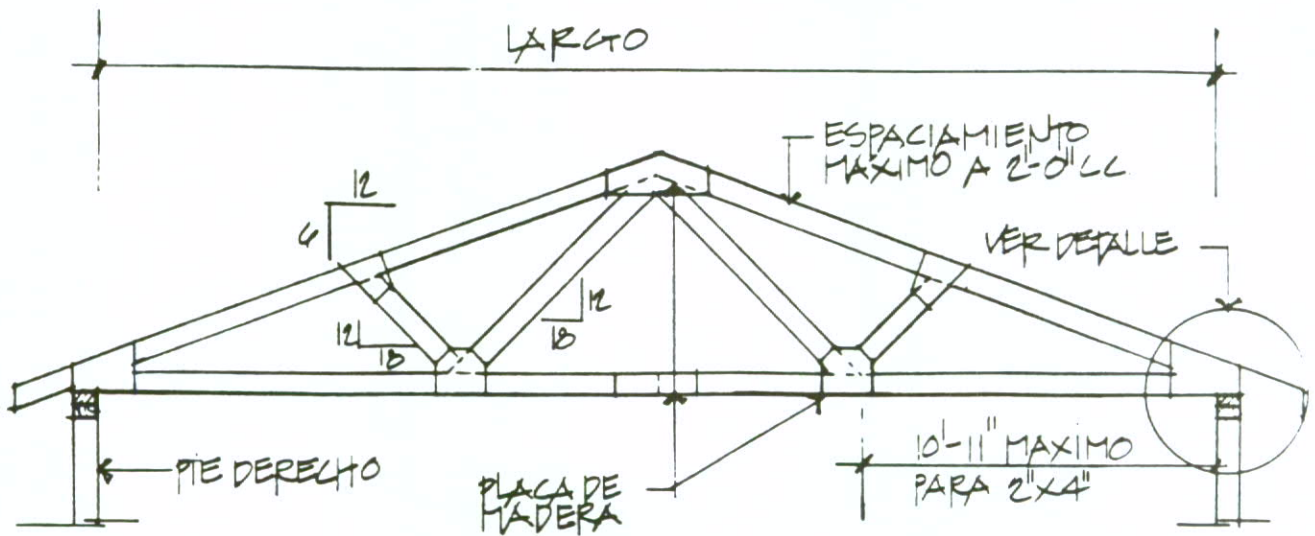 LARGO
ESPACIAMIENTO
MAXIMO A 2'-0" CC
12
VER DETALLE
12
12
18
18
PIE DERECHO
PLACA DE
MADERA
10'-11" MAXIMO
PARA 2"X4"